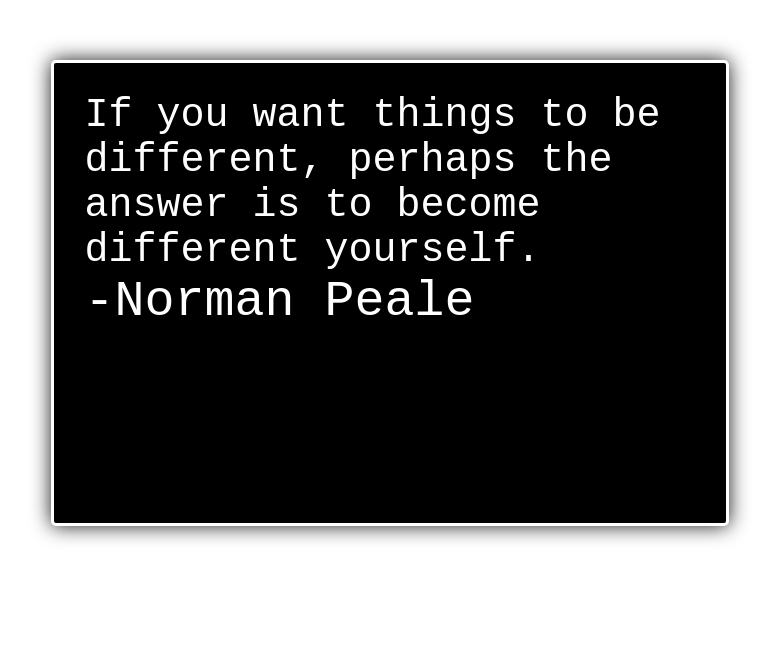 If you want things to be
different, perhaps the
answer is to become
different yourself.
-Norman Peale